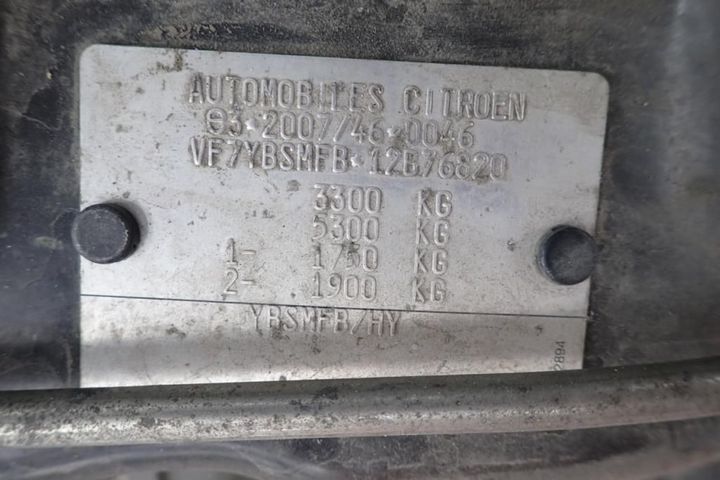 AUTOMOBILES CITROEN
e3*2007/46*0046
VF7YBSMFB*12B76820
3300 KG
5300 KG
1- 1750 KG
2- 1900 KG
YBSMFB/HY
2894